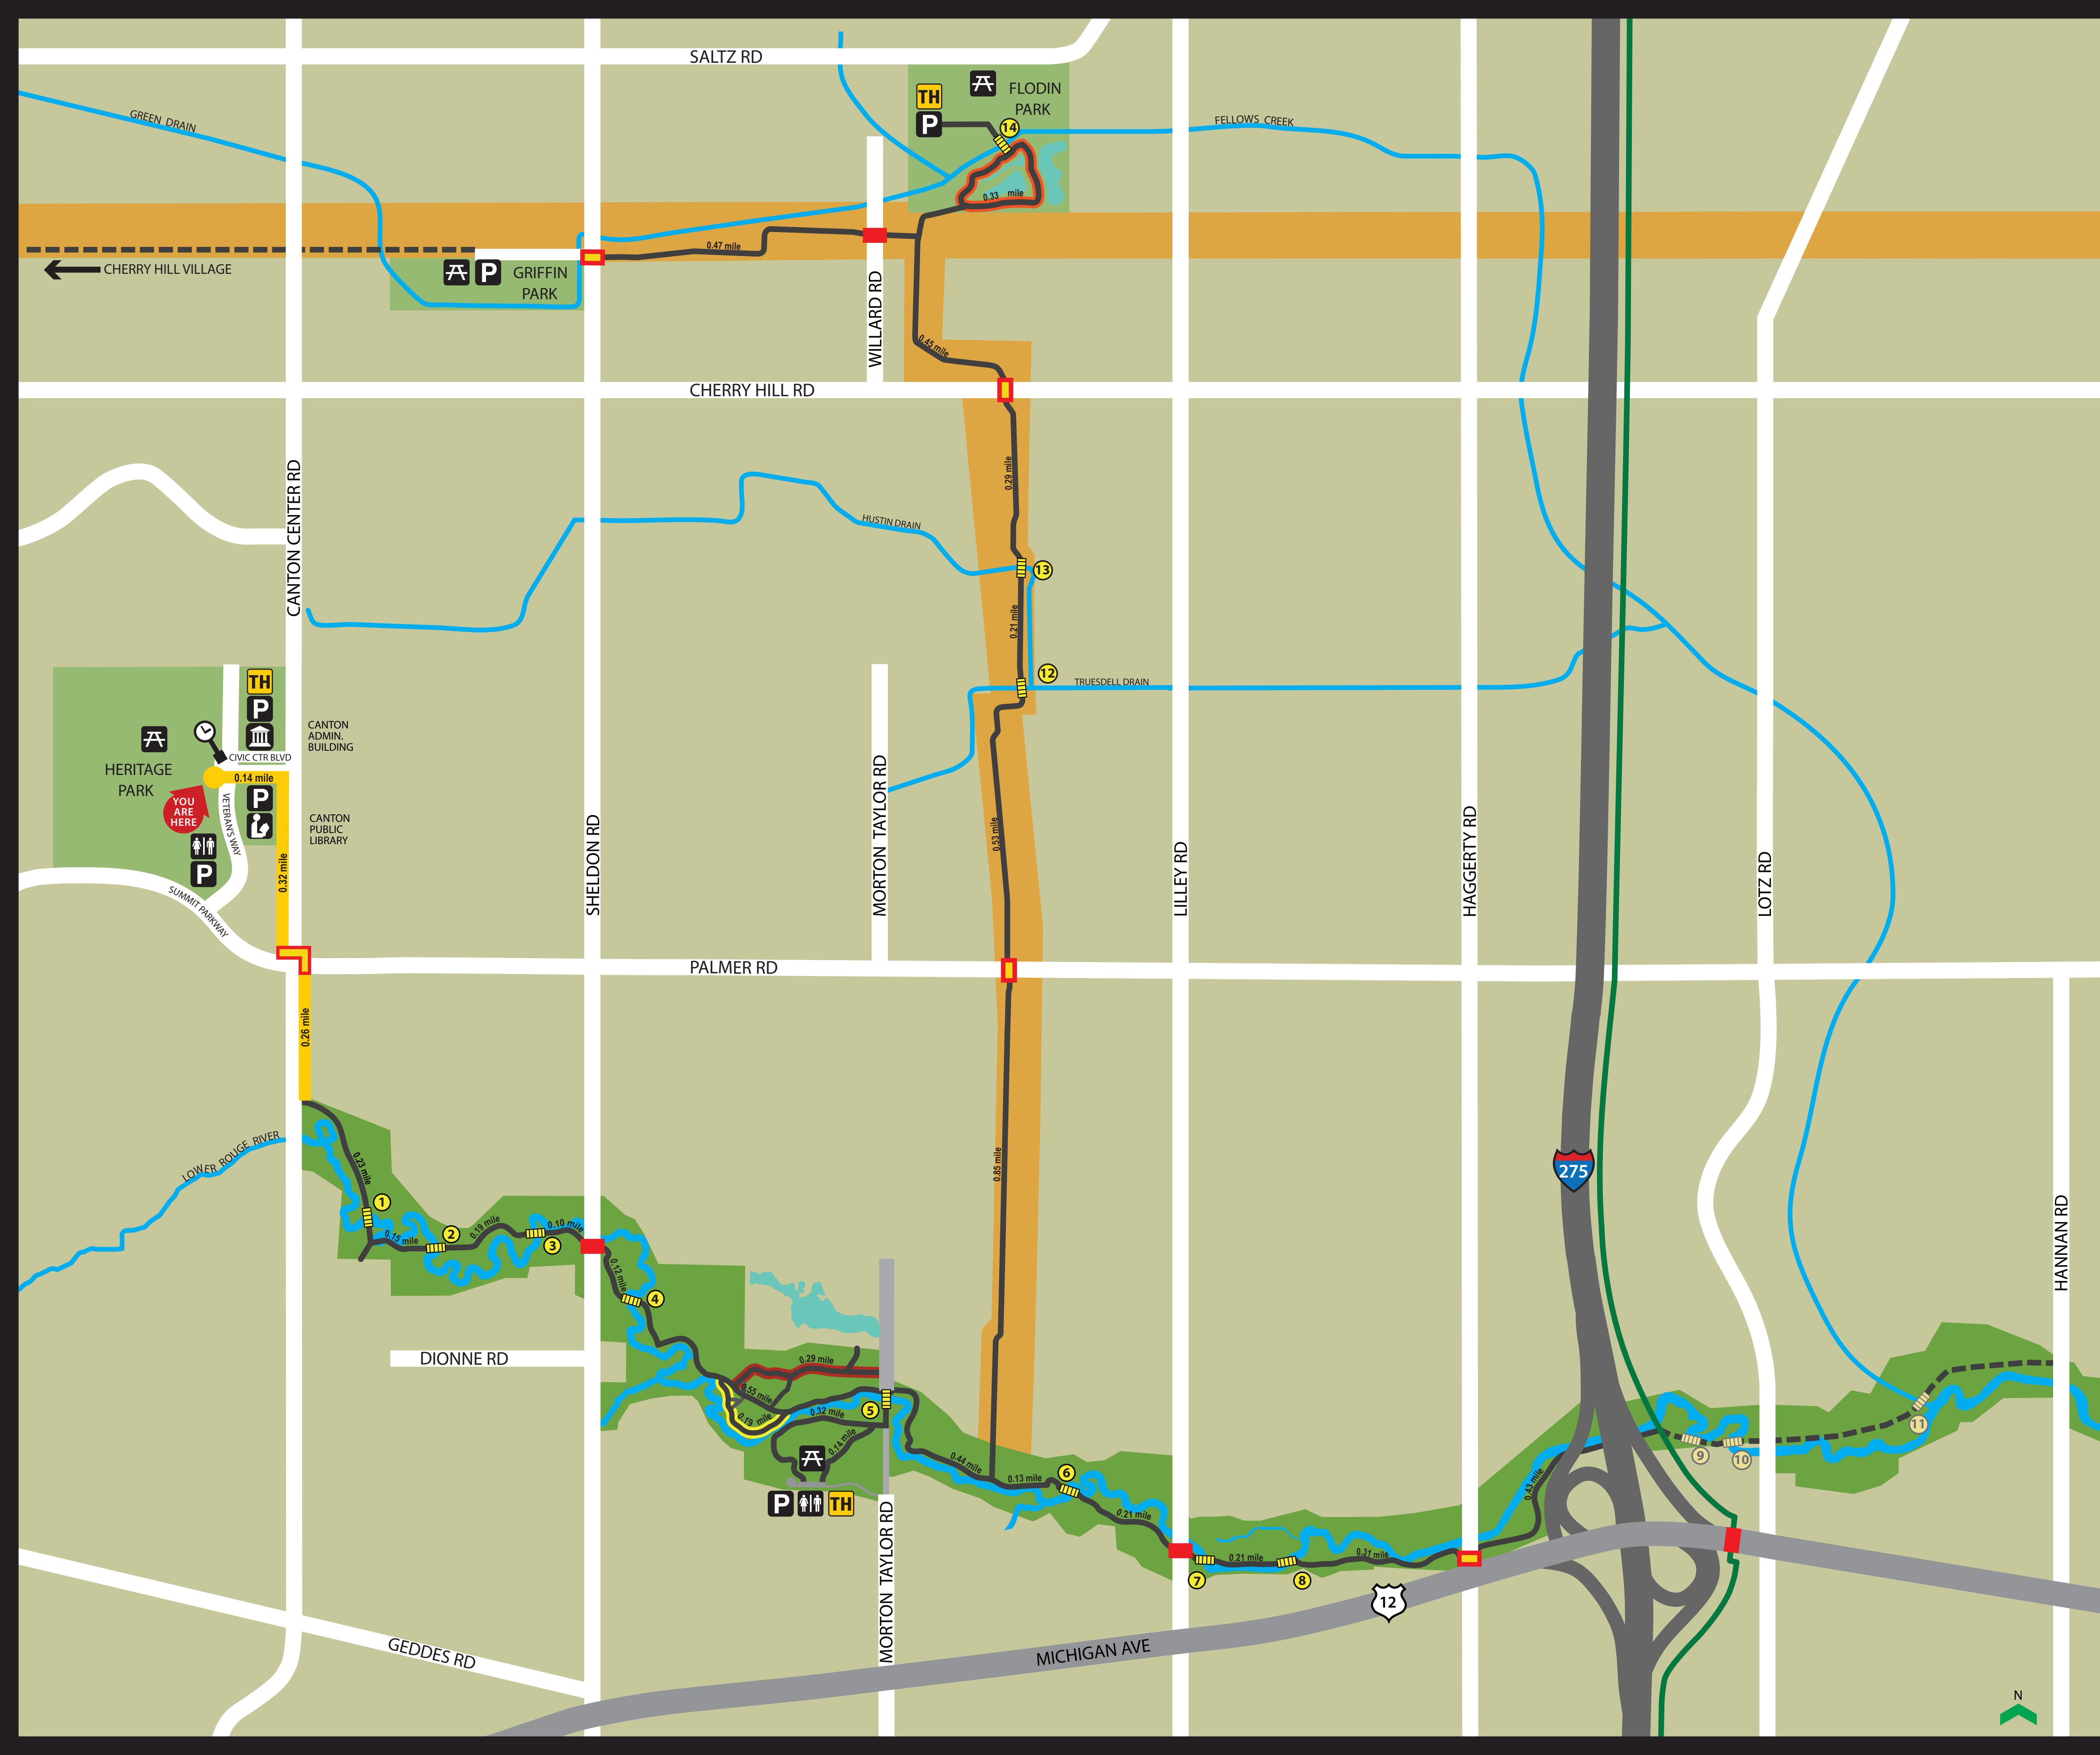 SALTZ RD
FLODIN
PARK
TH
P
14
GREEN DRAIN
FELLOWS CREEK
0.33 mile
0.47 mile
CHERRY HILL VILLAGE
P
GRIFFIN
PARK
WILLARD RD
0.45 mile
CHERRY HILL RD
CANTON CENTER RD
0.29 mile
HUSTIN DRAIN
13
0.21 mile
12
TRUESDELL DRAIN
TH
P
CANTON
ADMIN.
BUILDING
CIVIC CTR BLVD
HERITAGE
PARK
0.14 mile
YOU
ARE
HERE
P
VETERAN'S WAY
CANTON
PUBLIC
LIBRARY
P
0.32 mile
SUMMIT PARKWAY
SHELDON RD
MORTON TAYLOR RD
0.53 mile
LILLEY RD
HAGGERTY RD
LOTZ RD
PALMER RD
0.26 mile
LOWER ROUGE RIVER
0.23 mile
1
0.15 mile
2
0.19 mile
3
0.10 mile
0.12 mile
4
0.85 mile
275
HANNAN RD
DIONNE RD
0.29 mile
0.55 mile
0.19 mile
0.32 mile
5
0.14 mile
P
TH
0.44 mile
0.13 mile
6
0.21 mile
7
0.21 mile
8
0.31 mile
0.43 mile
9
10
11
MORTON TAYLOR RD
GEDDES RD
MICHIGAN AVE
12
N